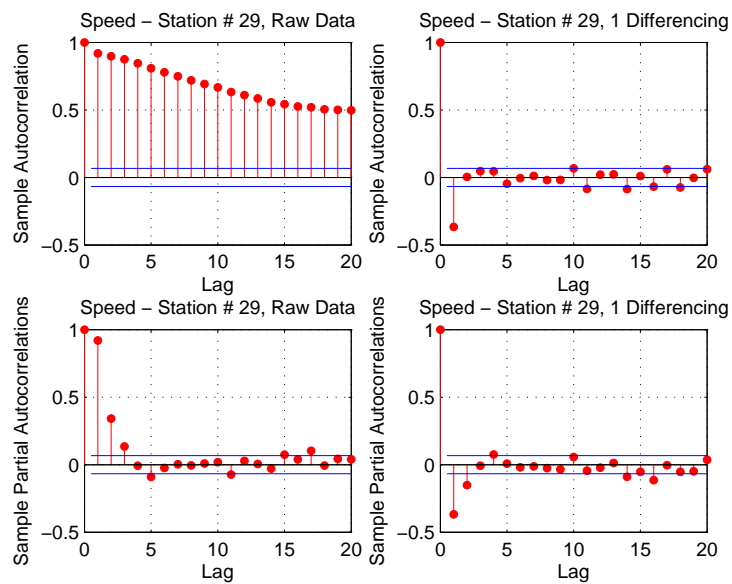 Speed − Station # 29, Raw Data
Sample Autocorrelation
1
0.5
0
−0.5
0 5 10 15 20
Lag
Speed − Station # 29, 1 Differencing
Sample Autocorrelation
1
0.5
0
−0.5
0 5 10 15 20
Lag
Speed − Station # 29, Raw Data
Sample Partial Autocorrelations
1
0.5
0
−0.5
0 5 10 15 20
Lag
Speed − Station # 29, 1 Differencing
Sample Partial Autocorrelations
1
0.5
0
−0.5
0 5 10 15 20
Lag